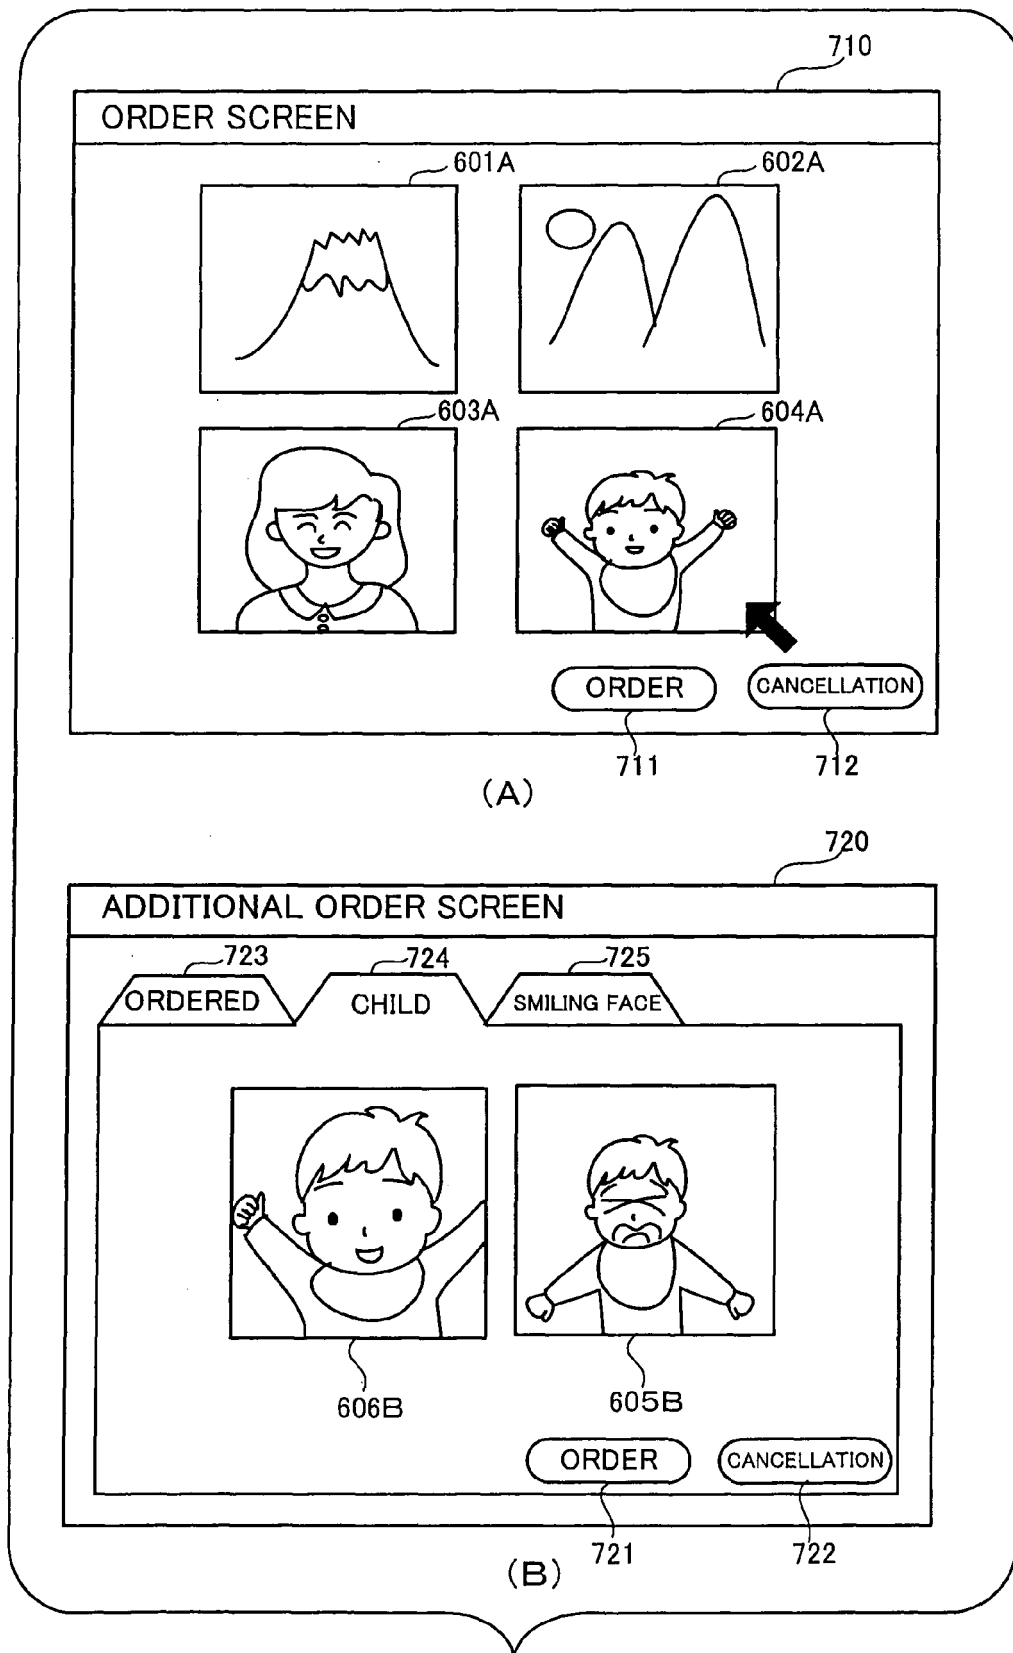 710
ORDER SCREEN
601A
602A
603A
604A
ORDER
CANCELLATION
711
712
(A)
720
ADDITIONAL ORDER SCREEN
723
724
725
ORDERED
CHILD
SMILING FACE
606B
605B
ORDER
CANCELLATION
721
722
(B)